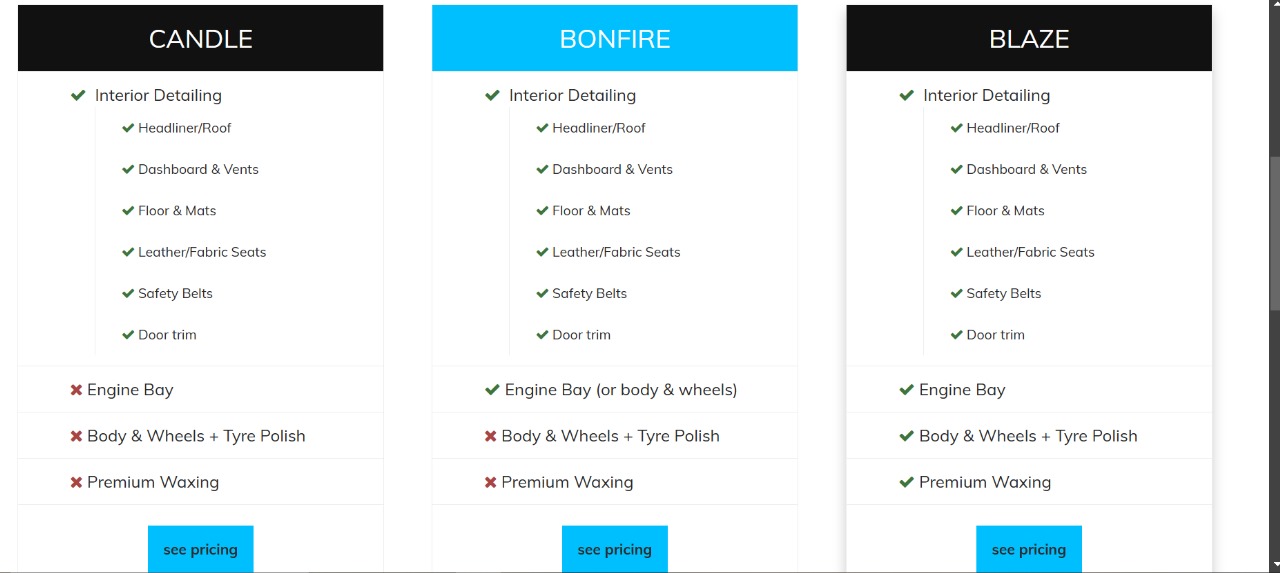 CANDLE
Interior Detailing
Headliner/Roof
Dashboard & Vents
Floor & Mats
Leather/Fabric Seats
Safety Belts
Door trim
Engine Bay
Body & Wheels + Tyre Polish
Premium Waxing
see pricing
BONFIRE
Interior Detailing
Headliner/Roof
Dashboard & Vents
Floor & Mats
Leather/Fabric Seats
Safety Belts
Door trim
Engine Bay (or body & wheels)
Body & Wheels + Tyre Polish
Premium Waxing
see pricing
BLAZE
Interior Detailing
Headliner/Roof
Dashboard & Vents
Floor & Mats
Leather/Fabric Seats
Safety Belts
Door trim
Engine Bay
Body & Wheels + Tyre Polish
Premium Waxing
see pricing